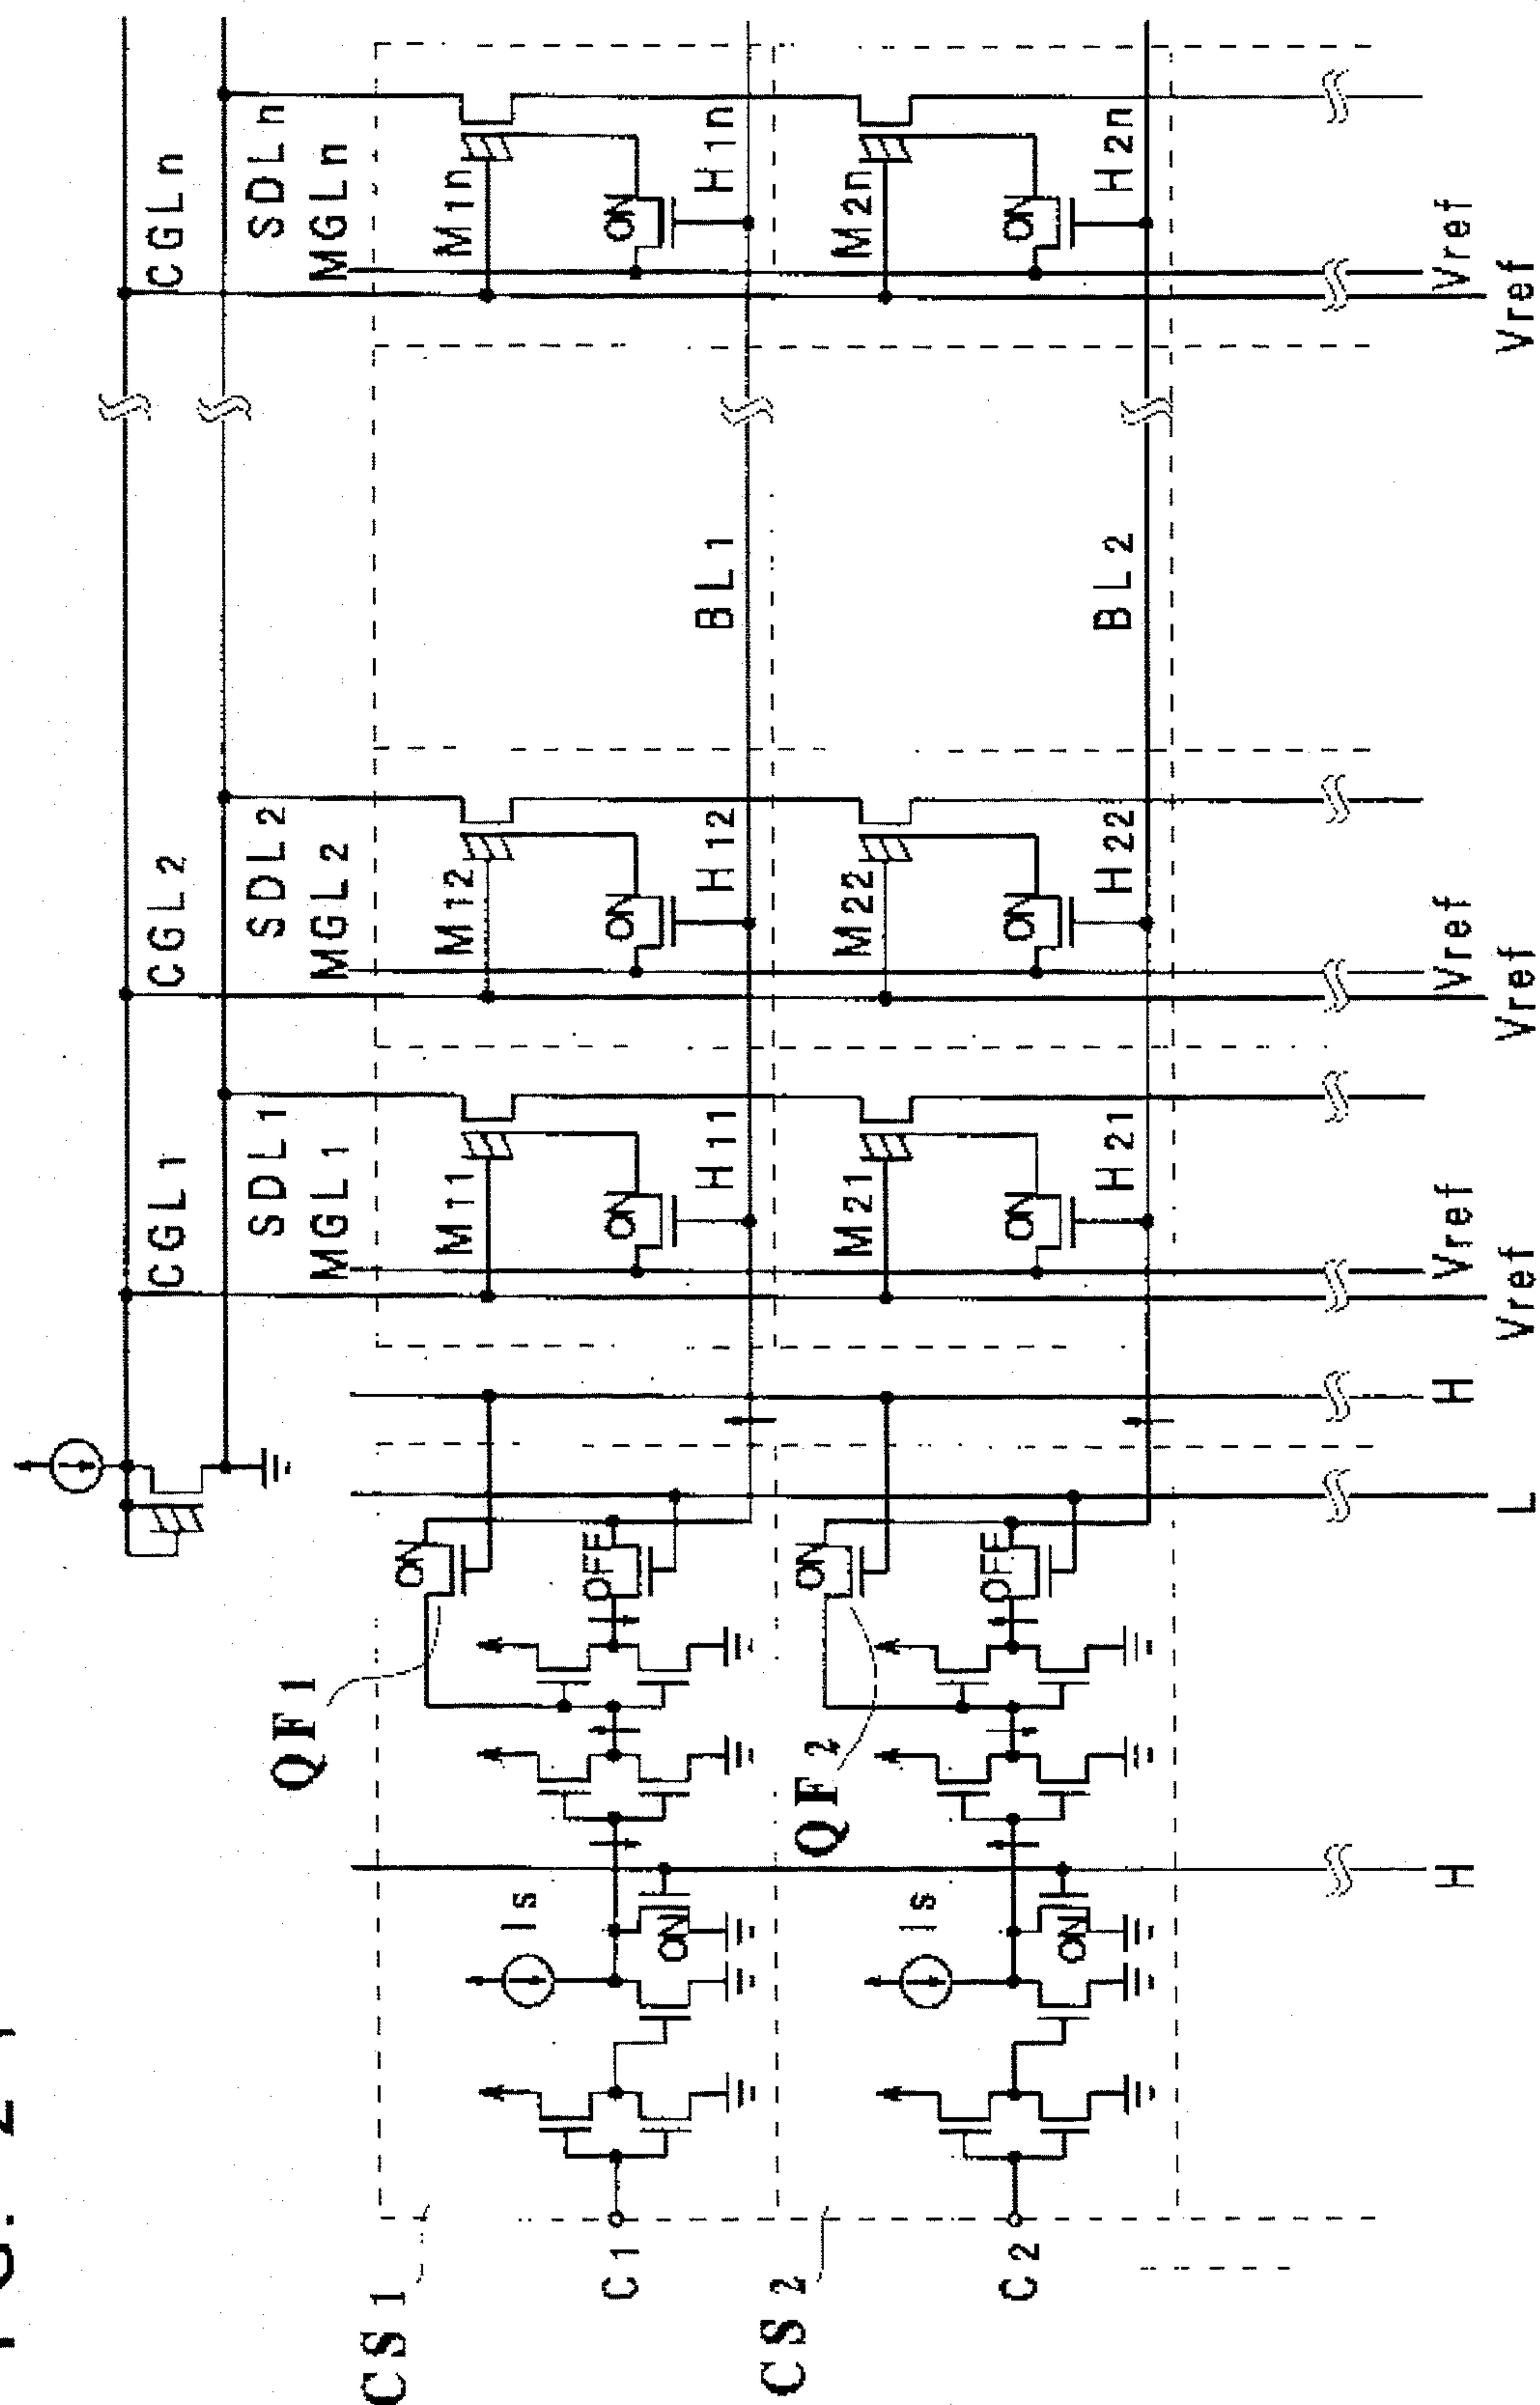 CGL1
CGL2
CGLn
SDL1
SDL2
SDLn
MGL1
MGL2
MGLn
QF1
ON
M11
M12
M1n
OFF
ON
ON
ON
CS1
C1
Is
ON
H11
H12
BL1
H1n
QF2
ON
M21
M22
M2n
OFF
ON
ON
ON
CS2
C2
Is
ON
H21
H22
BL2
H2n
H
H
Vref
Vref
Vref
L
Vref
Vref
Vref